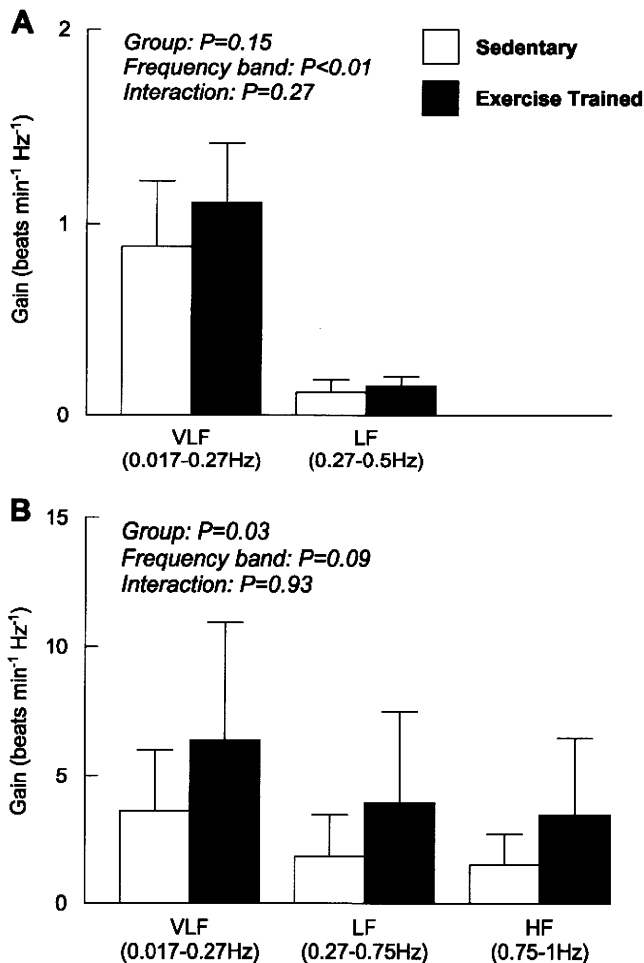 A
2
Group: P=0.15
Frequency band: P<0.01
Interaction: P=0.27
Sedentary
Exercise Trained
Gain (beats min⁻¹ Hz⁻¹)
1
0
VLF
(0.017-0.27Hz)
LF
(0.27-0.5Hz)
B
15
Group: P=0.03
Frequency band: P=0.09
Interaction: P=0.93
Gain (beats min⁻¹ Hz⁻¹)
10
5
0
VLF
(0.017-0.27Hz)
LF
(0.27-0.75Hz)
HF
(0.75-1Hz)